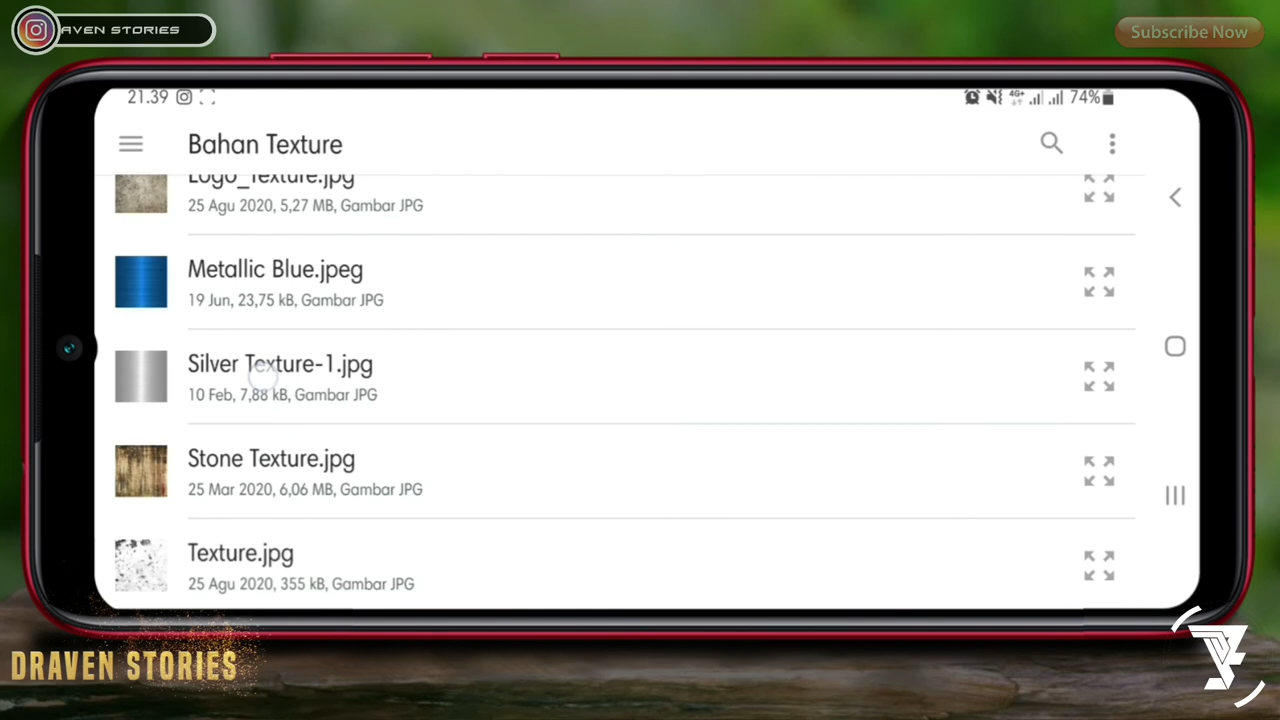 AVEN STORIES
Subscribe Now
21.39
4G+
74%
Bahan Texture
Logo_Texture.jpg
25 Agu 2020, 5,27 MB, Gambar JPG
Metallic Blue.jpeg
19 Jun, 23,75 kB, Gambar JPG
Silver Texture-1.jpg
10 Feb, 7,88 kB, Gambar JPG
Stone Texture.jpg
25 Mar 2020, 6,06 MB, Gambar JPG
Texture.jpg
25 Agu 2020, 355 kB, Gambar JPG
DRAVEN STORIES